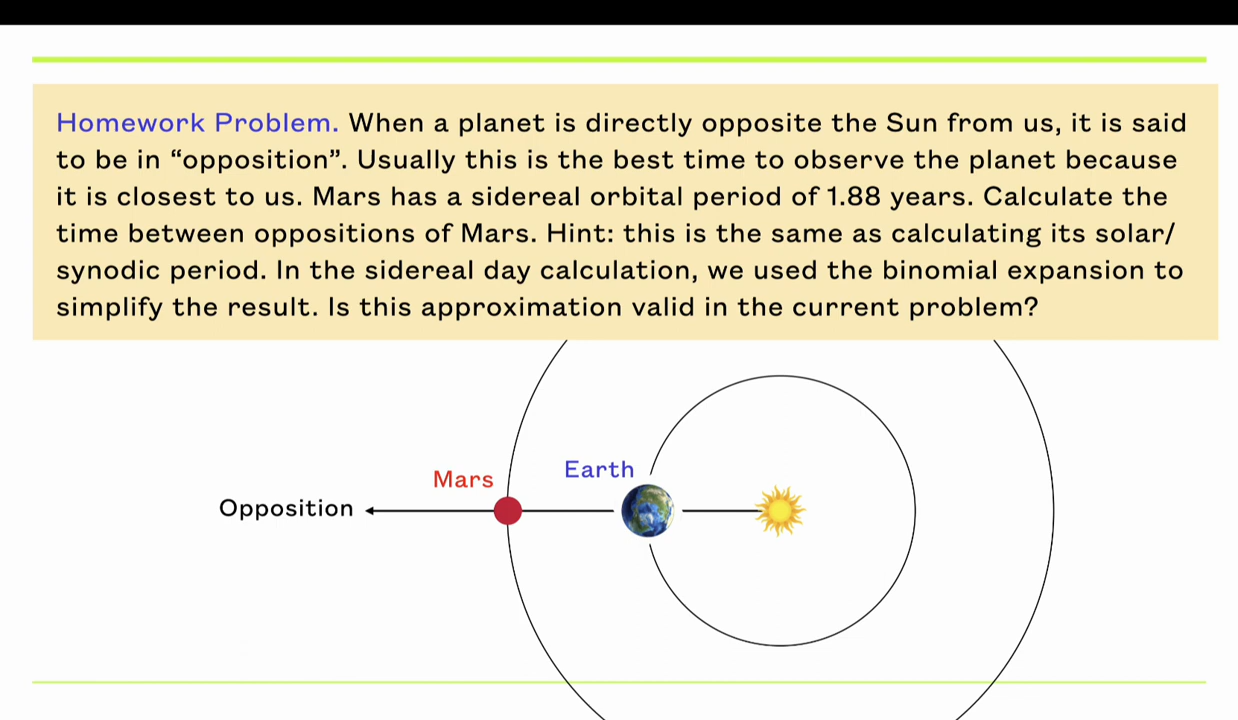 Homework Problem. When a planet is directly opposite the Sun from us, it is said
to be in “opposition”. Usually this is the best time to observe the planet because
it is closest to us. Mars has a sidereal orbital period of 1.88 years. Calculate the
time between oppositions of Mars. Hint: this is the same as calculating its solar/
synodic period. In the sidereal day calculation, we used the binomial expansion to
simplify the result. Is this approximation valid in the current problem?
Earth
Mars
Opposition